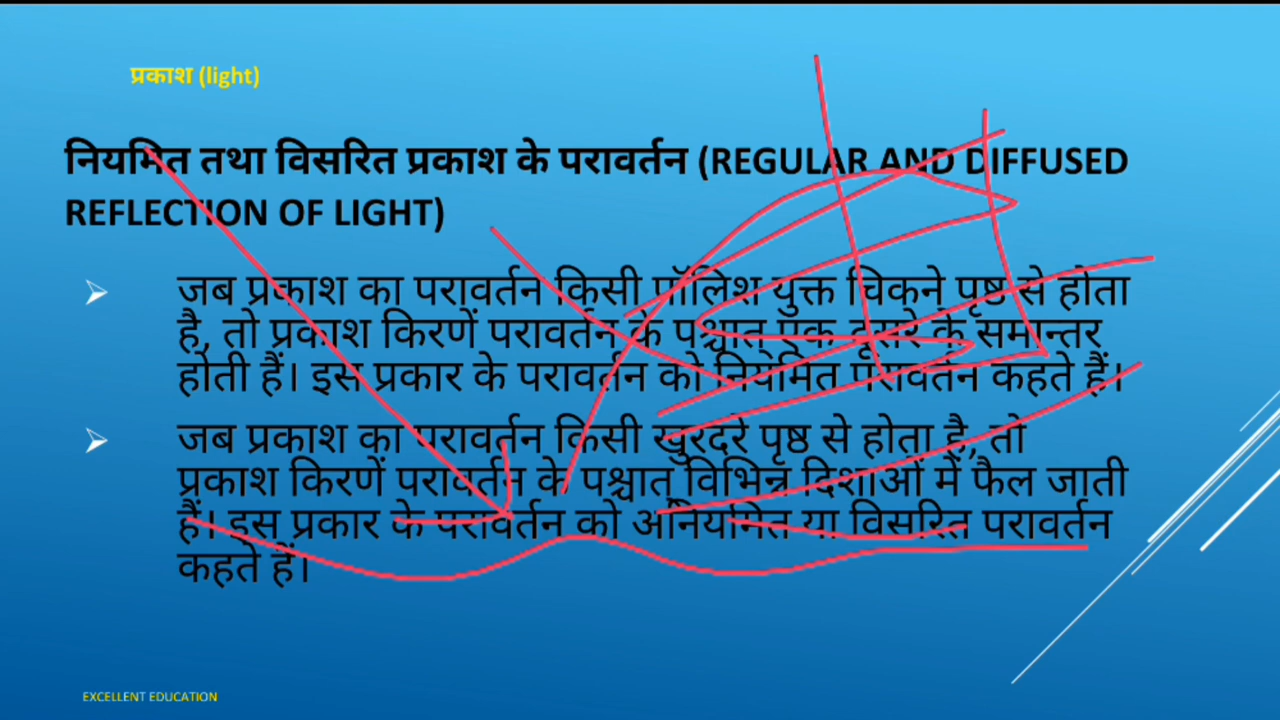 प्रकाश (light)
नियमित तथा विसरित प्रकाश के परावर्तन (REGULAR AND DIFFUSED
REFLECTION OF LIGHT)
जब प्रकाश का परावर्तन किसी पॉलिश युक्त चिकने पृष्ठ से होता
है, तो प्रकाश किरणें परावर्तन के पश्चात् एक दूसरे के समान्तर
होती हैं। इस प्रकार के परावर्तन को नियमित परावर्तन कहते हैं।
जब प्रकाश का परावर्तन किसी खुरदरे पृष्ठ से होता है, तो
प्रकाश किरणें परावर्तन के पश्चात् विभिन्न दिशाओं में फैल जाती
हैं। इस प्रकार के परावर्तन को अनियमित या विसरित परावर्तन
कहते हैं।
EXCELLENT EDUCATION